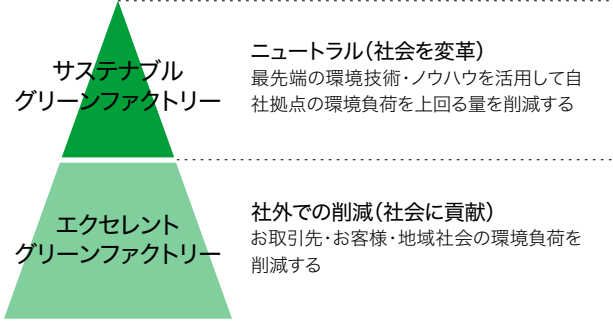 サステナブル
グリーンファクトリー
ニュートラル(社会を変革)
最先端の環境技術・ノウハウを活用して自
社拠点の環境負荷を上回る量を削減する
エクセレント
グリーンファクトリー
社外での削減(社会に貢献)
お取引先・お客様・地域社会の環境負荷を
削減する